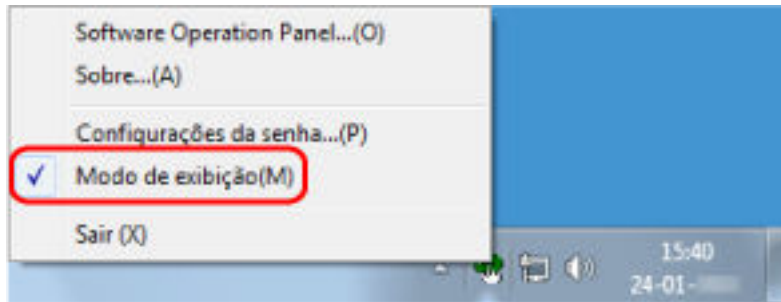 Software Operation Panel...(O)
Sobre...(A)
Configurações da senha...(P)
Modo de exibição(M)
Sair (X)
15:40
24-01-